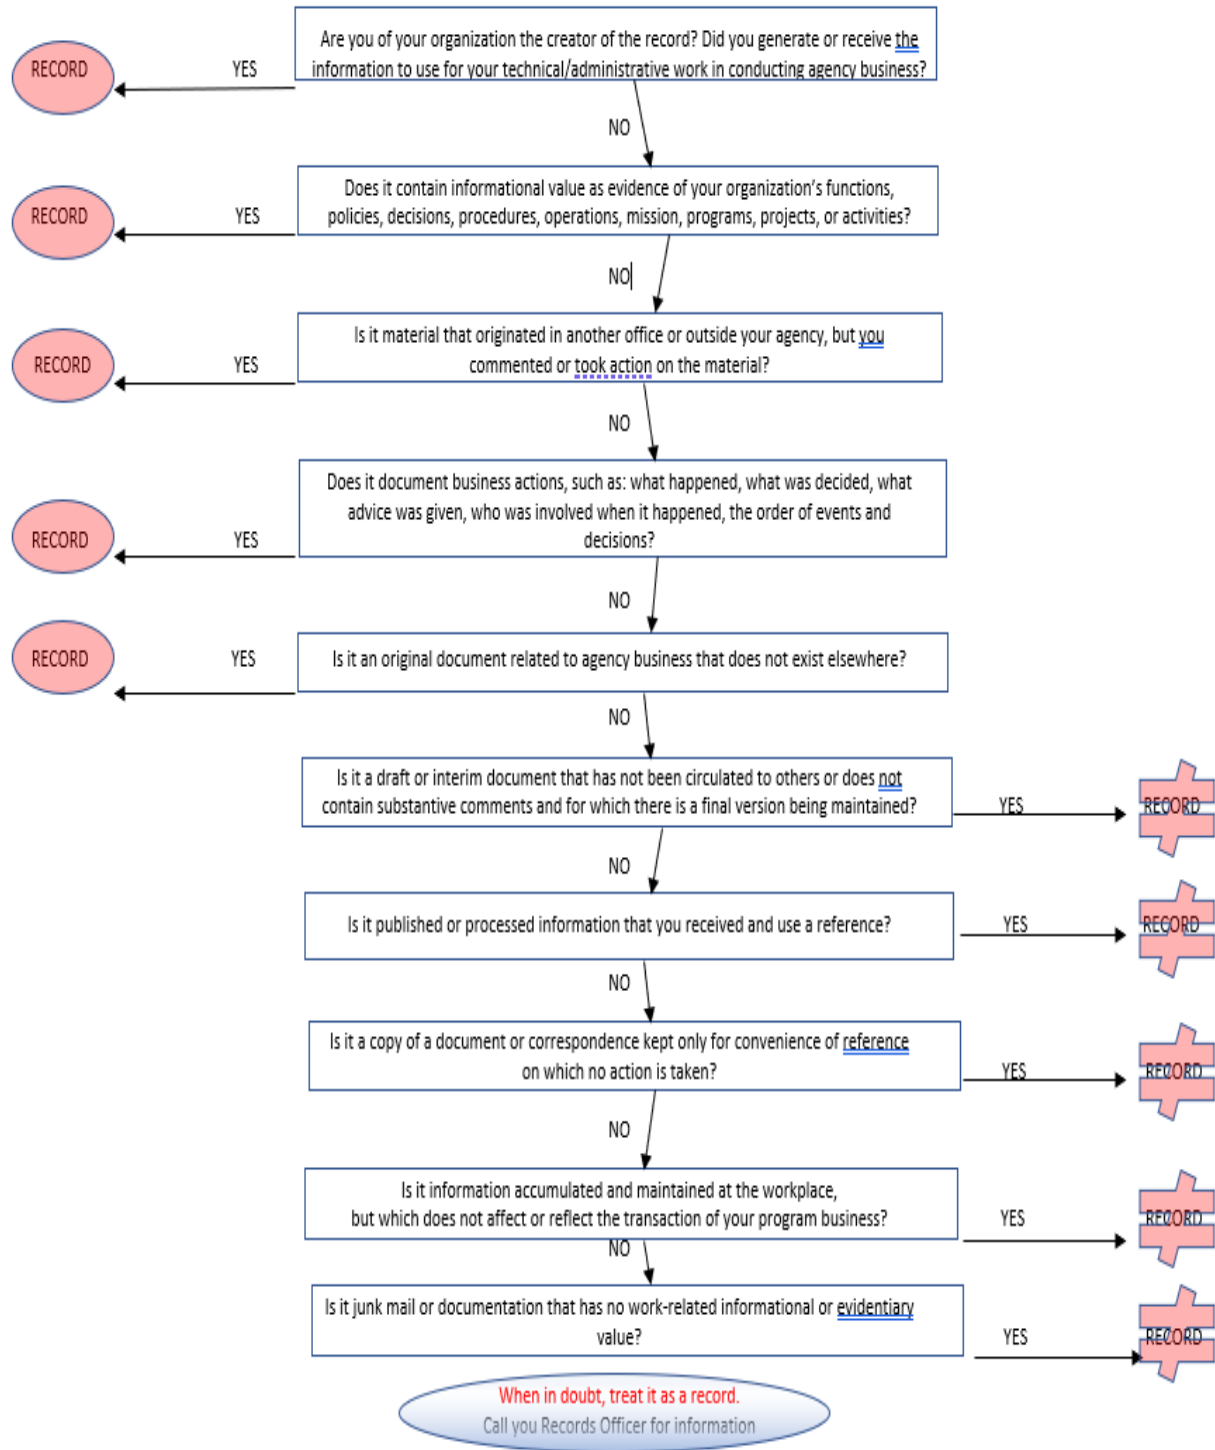 Are you of your organization the creator of the record? Did you generate or receive the
information to use for your technical/administrative work in conducting agency business?
RECORD
YES
NO
Does it contain informational value as evidence of your organization's functions,
policies, decisions, procedures, operations, mission, programs, projects, or activities?
RECORD
YES
NO
Is it material that originated in another office or outside your agency, but you
commented or took action on the material?
RECORD
YES
NO
Does it document business actions, such as: what happened, what was decided, what
advice was given, who was involved when it happened, the order of events and
decisions?
RECORD
YES
NO
Is it an original document related to agency business that does not exist elsewhere?
RECORD
YES
NO
Is it a draft or interim document that has not been circulated to others or does not
contain substantive comments and for which there is a final version being maintained?
YES
RECORD
NO
Is it published or processed information that you received and use a reference?
YES
RECORD
NO
Is it a copy of a document or correspondence kept only for convenience of reference
on which no action is taken?
YES
RECORD
NO
Is it information accumulated and maintained at the workplace,
but which does not affect or reflect the transaction of your program business?
YES
RECORD
NO
Is it junk mail or documentation that has no work-related informational or evidentiary
value?
YES
RECORD
When in doubt, treat it as a record.
Call you Records Officer for information